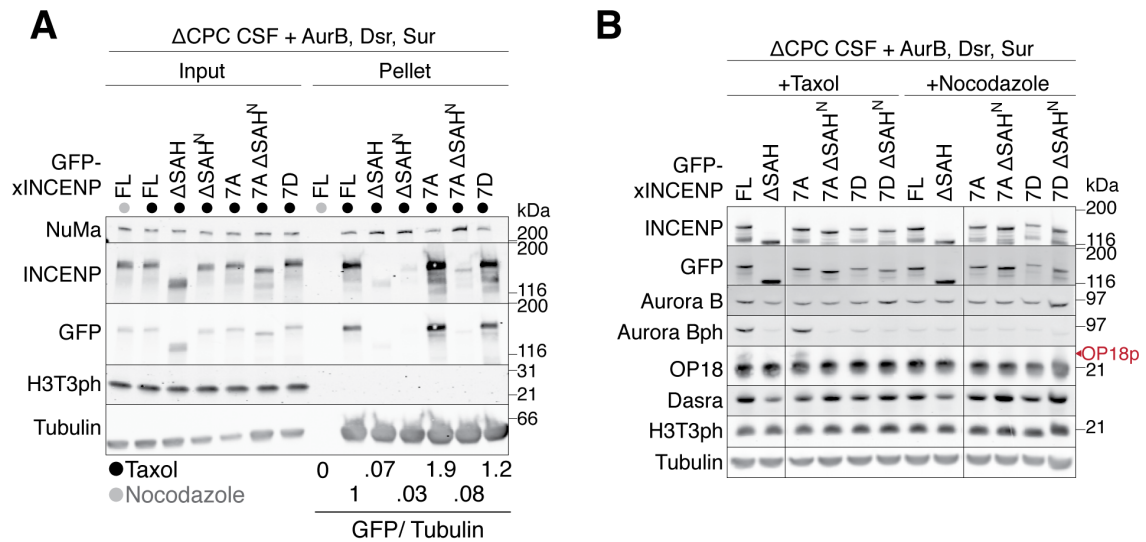 A
ΔCPC CSF + AurB, Dsr, Sur
Input
Pellet
GFP-
xINCENP
FL
FL
ΔSAH
ΔSAHᴺ
7A
7A ΔSAHᴺ
7D
FL
FL
ΔSAH
ΔSAHᴺ
7A
7A ΔSAHᴺ
7D
kDa
NuMa
200
INCENP
200
116
GFP
200
116
H3T3ph
31
21
Tubulin
66
Taxol
0 .07 1.9 1.2
Nocodazole
1 .03 .08
GFP/ Tubulin
B
ΔCPC CSF + AurB, Dsr, Sur
+Taxol
+Nocodazole
GFP-
xINCENP
FL
ΔSAH
7A
7A ΔSAHᴺ
7D
7D ΔSAHᴺ
FL
ΔSAH
7A
7A ΔSAHᴺ
7D
7D ΔSAHᴺ
kDa
INCENP
200
116
GFP
200
116
Aurora B
97
Aurora Bph
97
OP18p
OP18
21
Dasra
H3T3ph
21
Tubulin